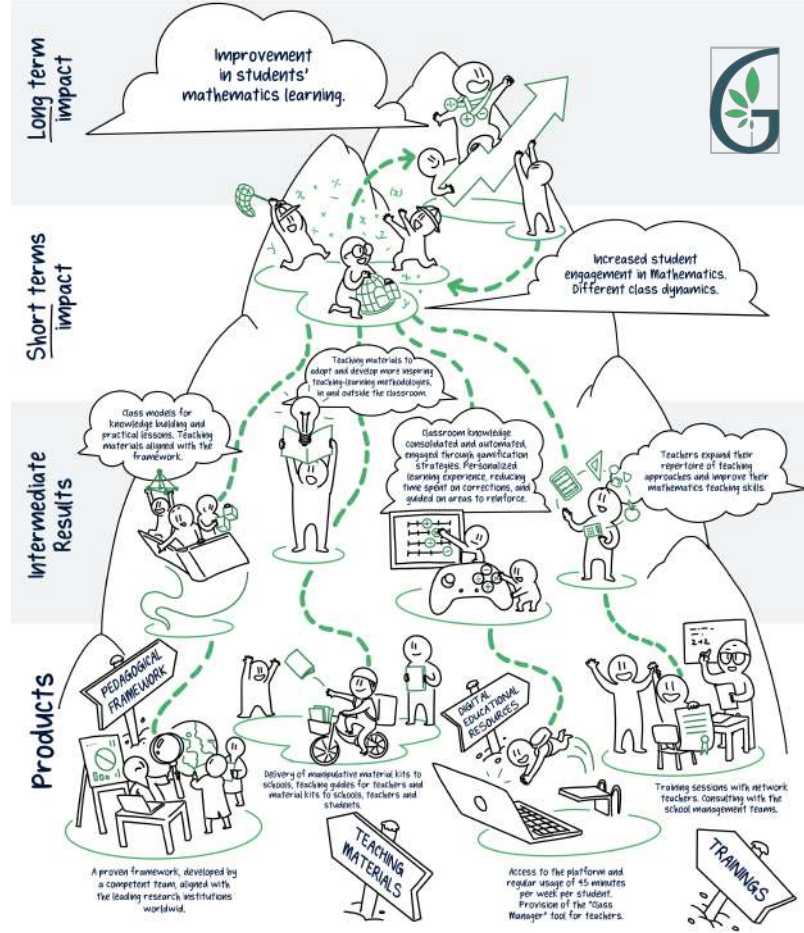 Long term
impact
Improvement
in students'
mathematics learning.
G
Short terms
impact
Increased student
engagement in Mathematics.
Different class dynamics.
Intermediate
Results
Teaching materials to
adopt and develop more inspiring
teaching-learning methodologies,
in and outside the classroom.
Class models for
knowledge building and
practical lessons. Teaching
materials aligned with the
framework.
Classroom knowledge
consolidated and automated,
engaged through gamification
strategies. Personalized
learning experience, reducing
time spent on corrections, and
guided on areas to reinforce.
Teachers expand their
repertoire of teaching
approaches and improve their
mathematics teaching skills.
Products
PEDAGOGICAL
FRAMEWORK
A proven framework, developed by
a competent team, aligned with
the leading research institutions
worldwid.
Delivery of manipulative material kits to
schools, teaching guides for teachers and
material kits to schools, teachers and
students.
TEACHING
MATERIALS
DIGITAL
EDUCATIONAL
RESOURCES
Access to the platform and
regular usage of 45 minutes
per week per student.
Provision of the "Class
Manager" tool for teachers.
2+2
Training sessions with network
teachers. Consulting with the
school management teams.
TRAININGS